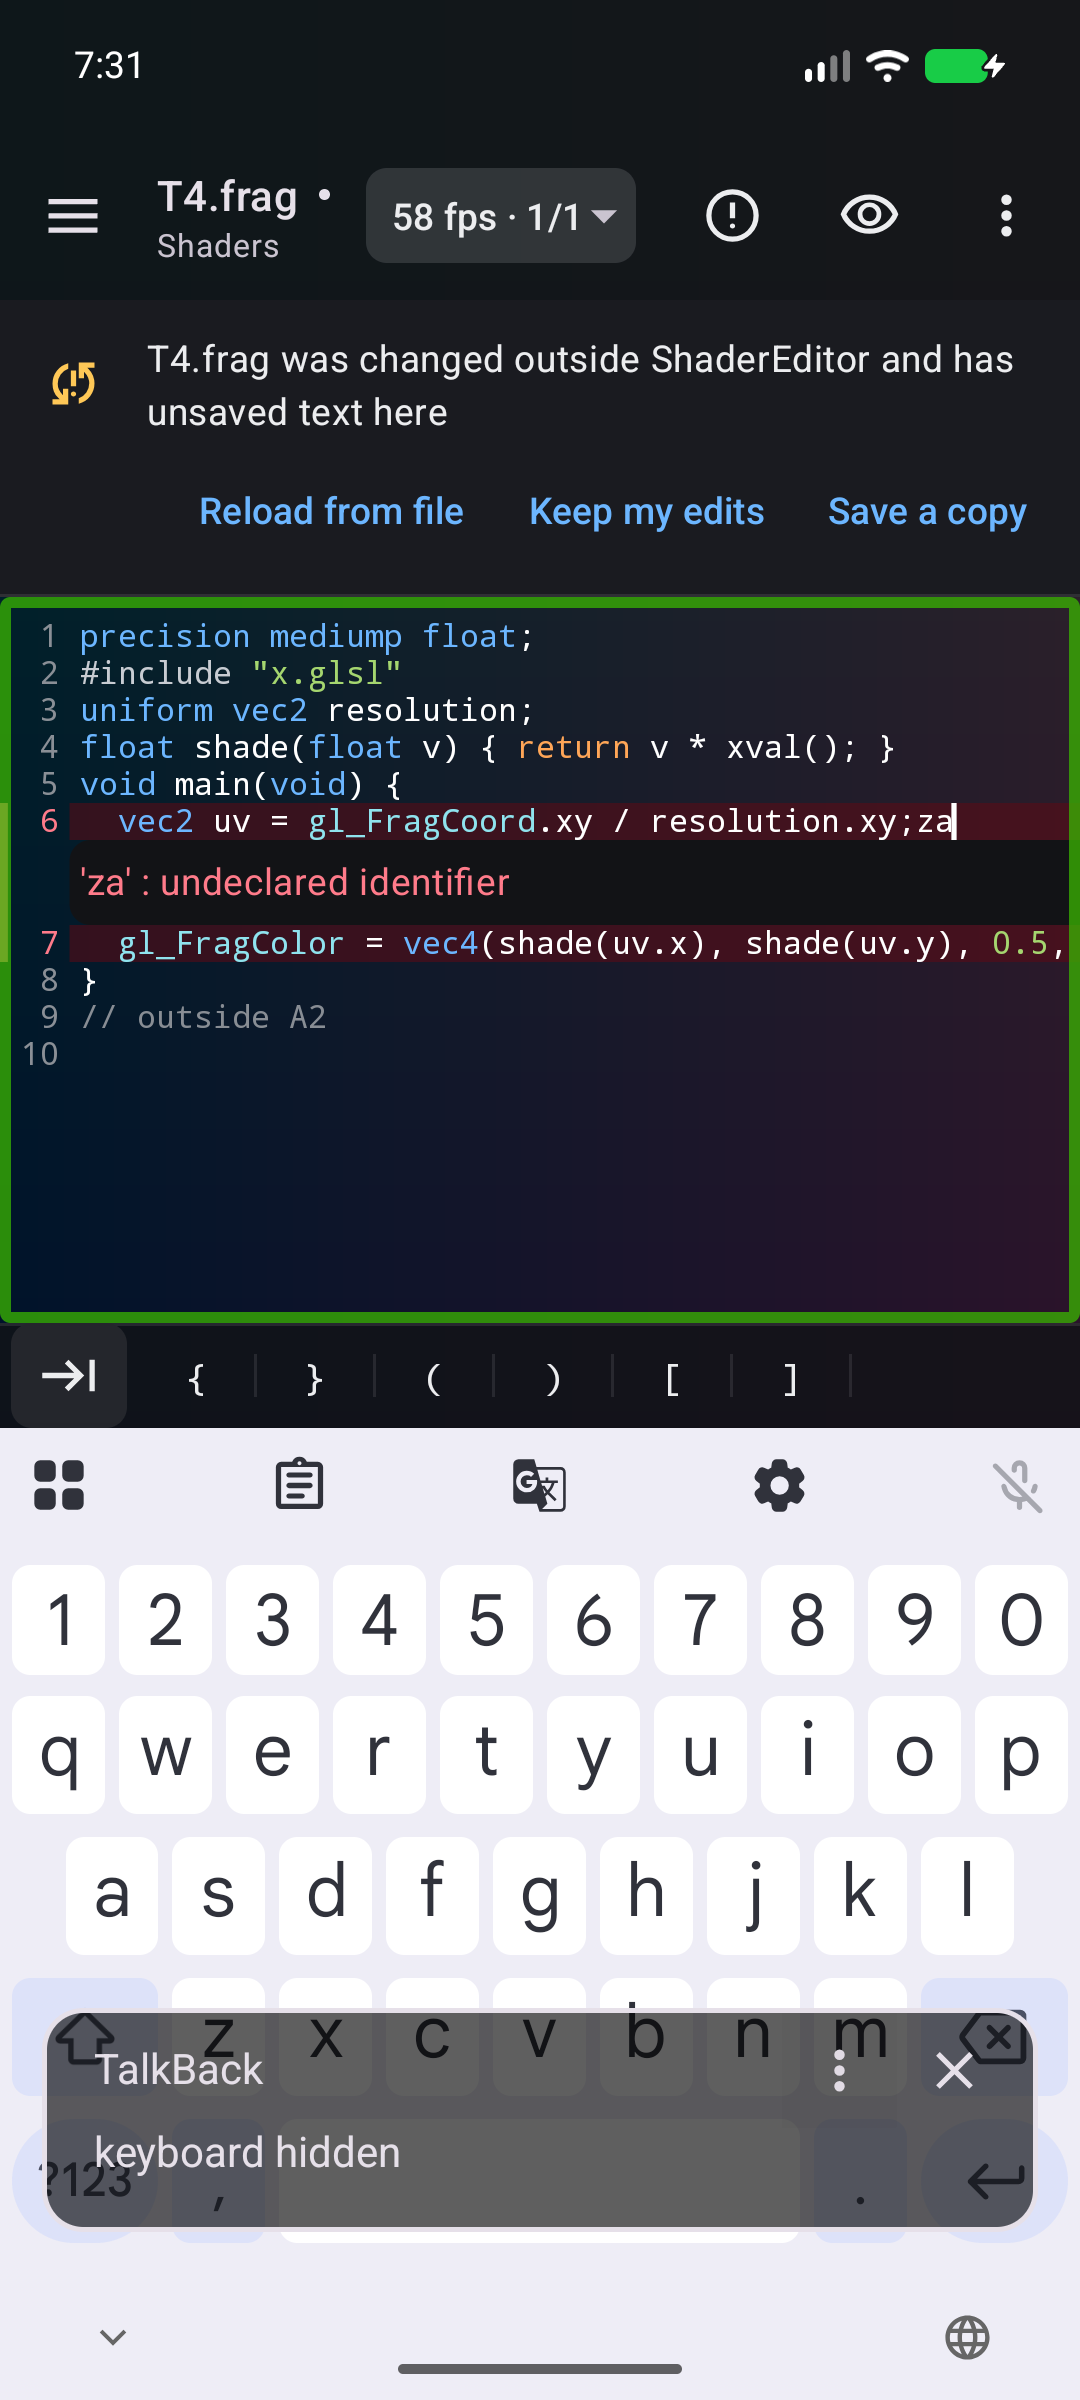 7:31
T4.frag •
Shaders
58 fps · 1/1
T4.frag was changed outside ShaderEditor and has
unsaved text here
Reload from file Keep my edits Save a copy
1 precision mediump float;
2 #include "x.glsl"
3 uniform vec2 resolution;
4 float shade(float v) { return v * xval(); }
5 void main(void) {
6 vec2 uv = gl_FragCoord.xy / resolution.xy;za
'za' : undeclared identifier
7 gl_FragColor = vec4(shade(uv.x), shade(uv.y), 0.5,
8 }
9 // outside A2
10
{ } ( ) [ ]
1 2 3 4 5 6 7 8 9 0
q w e r t y u i o p
a s d f g h j k l
z x c v b n m
TalkBack
keyboard hidden
?123 , .